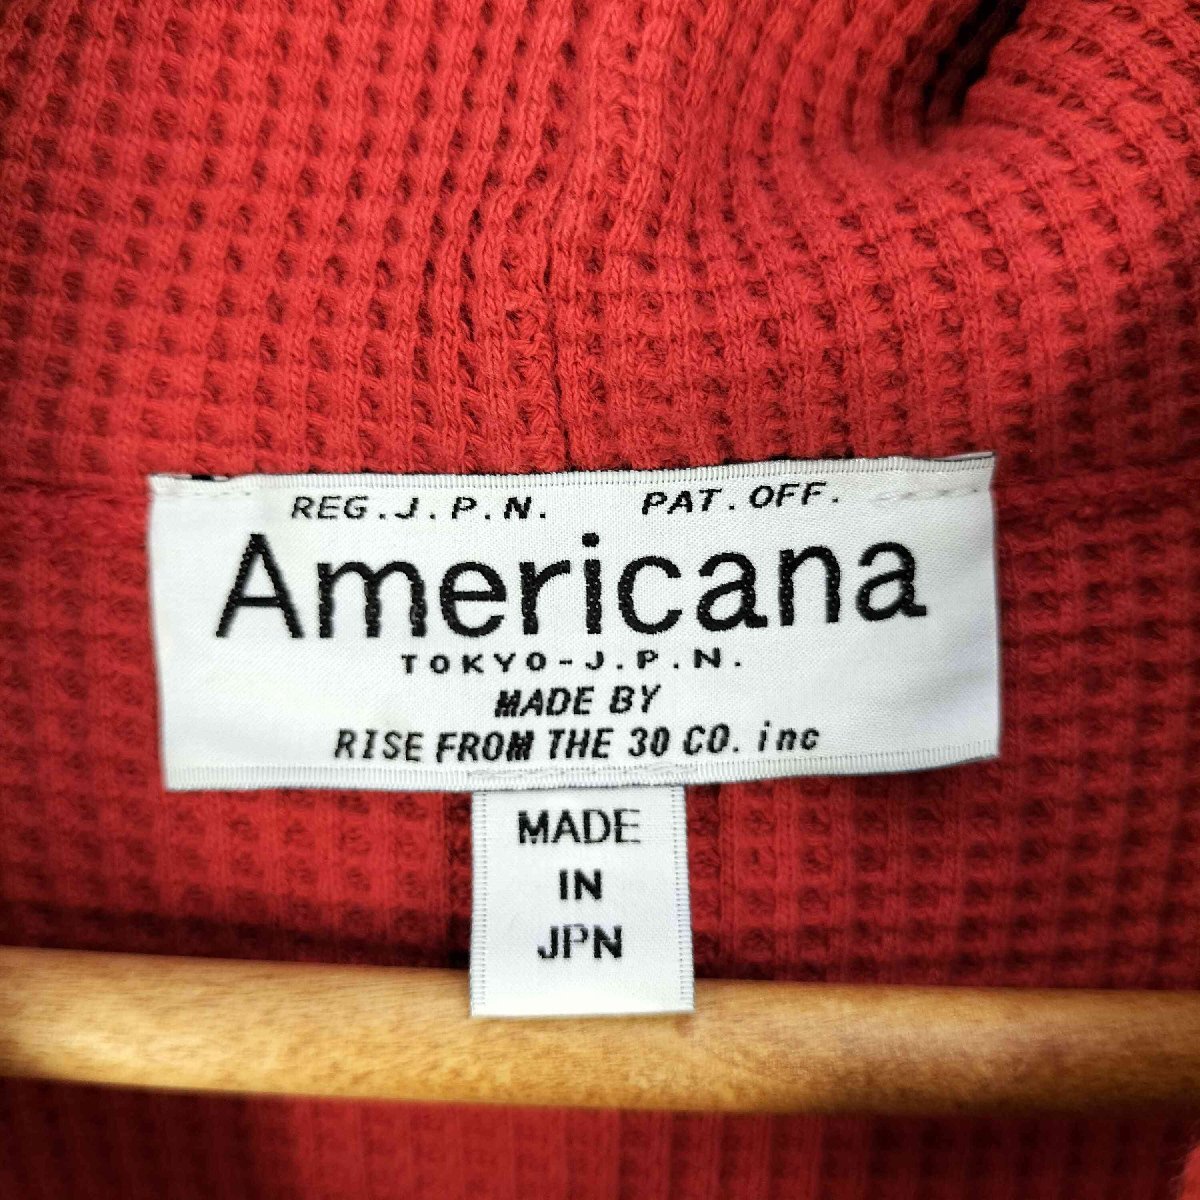 REG.J.P.N. PAT.OFF.
Americana
TOKYO-J.P.N.
MADE BY
RISE FROM THE 30 CO. inc
MADE
IN
JPN